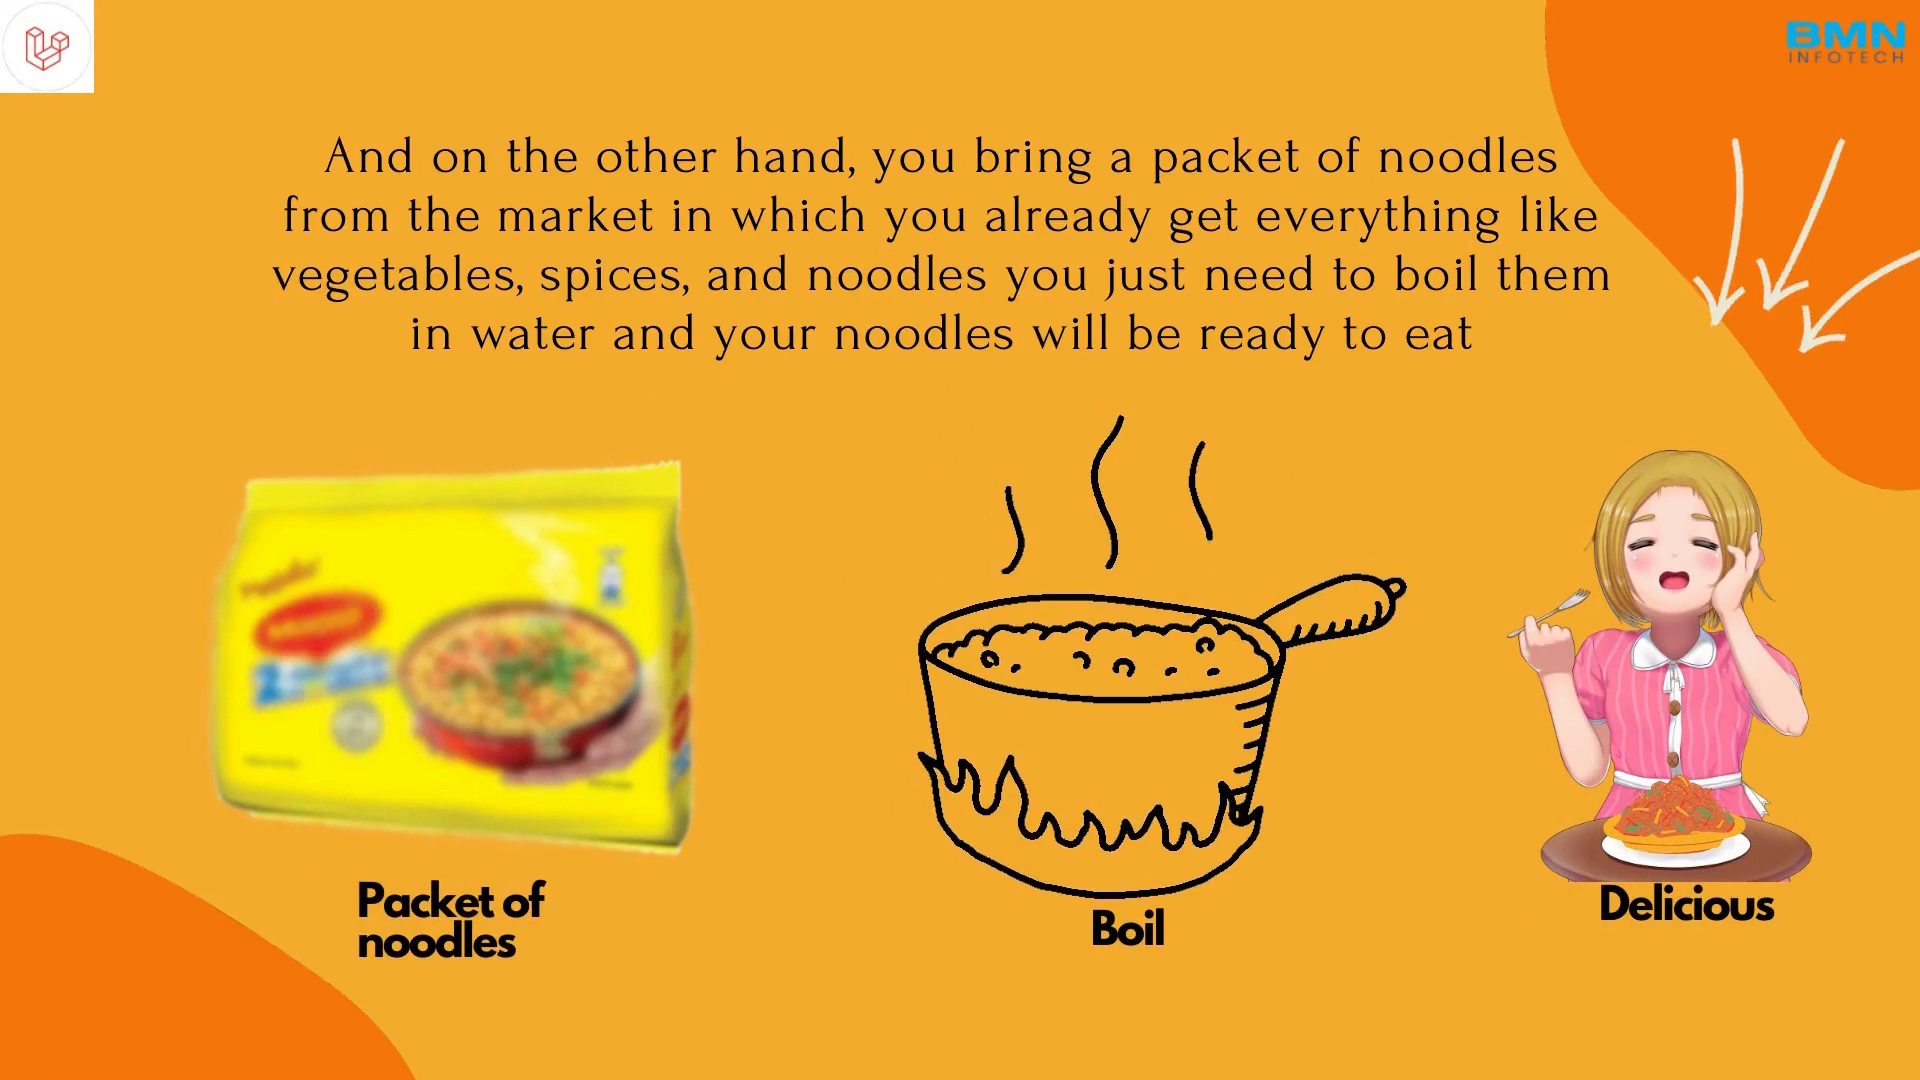 BMN
INFOTECH
And on the other hand, you bring a packet of noodles
from the market in which you already get everything like
vegetables, spices, and noodles you just need to boil them
in water and your noodles will be ready to eat
Packet of
noodles
Boil
Delicious